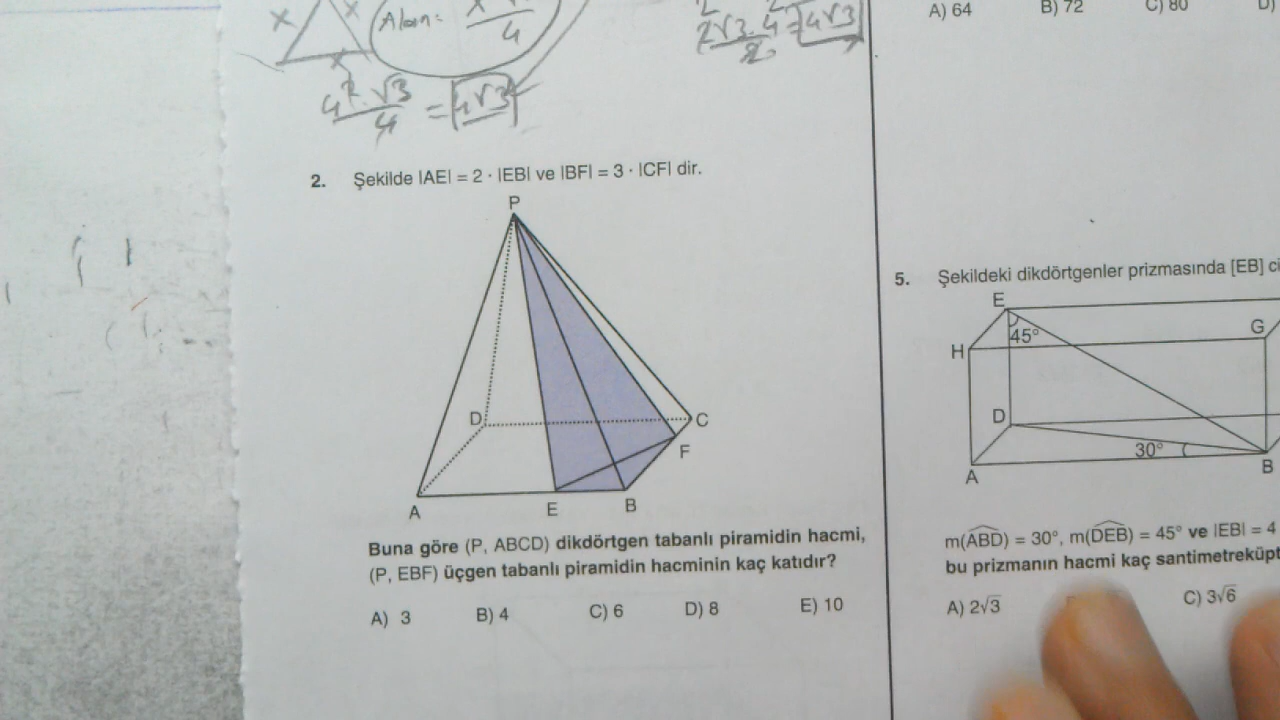 x
x
x
Alan:
4
4² · √3
4
= 4√3
2√3 . 4
2
= 4√3
A) 64 B) 72 C) 80 D)
2. Şekilde |AE| = 2 · |EB| ve |BF| = 3 · |CF| dir.
P
D
C
F
A
E
B
Buna göre (P, ABCD) dikdörtgen tabanlı piramidin hacmi,
(P, EBF) üçgen tabanlı piramidin hacminin kaç katıdır?
A) 3 B) 4 C) 6 D) 8 E) 10
5. Şekildeki dikdörtgenler prizmasında [EB]
E
45°
G
H
D
30°
A
B
m(ABD) = 30°, m(DEB) = 45° ve |EB| = 4
bu prizmanın hacmi kaç
A) 2√3 C) 3√6